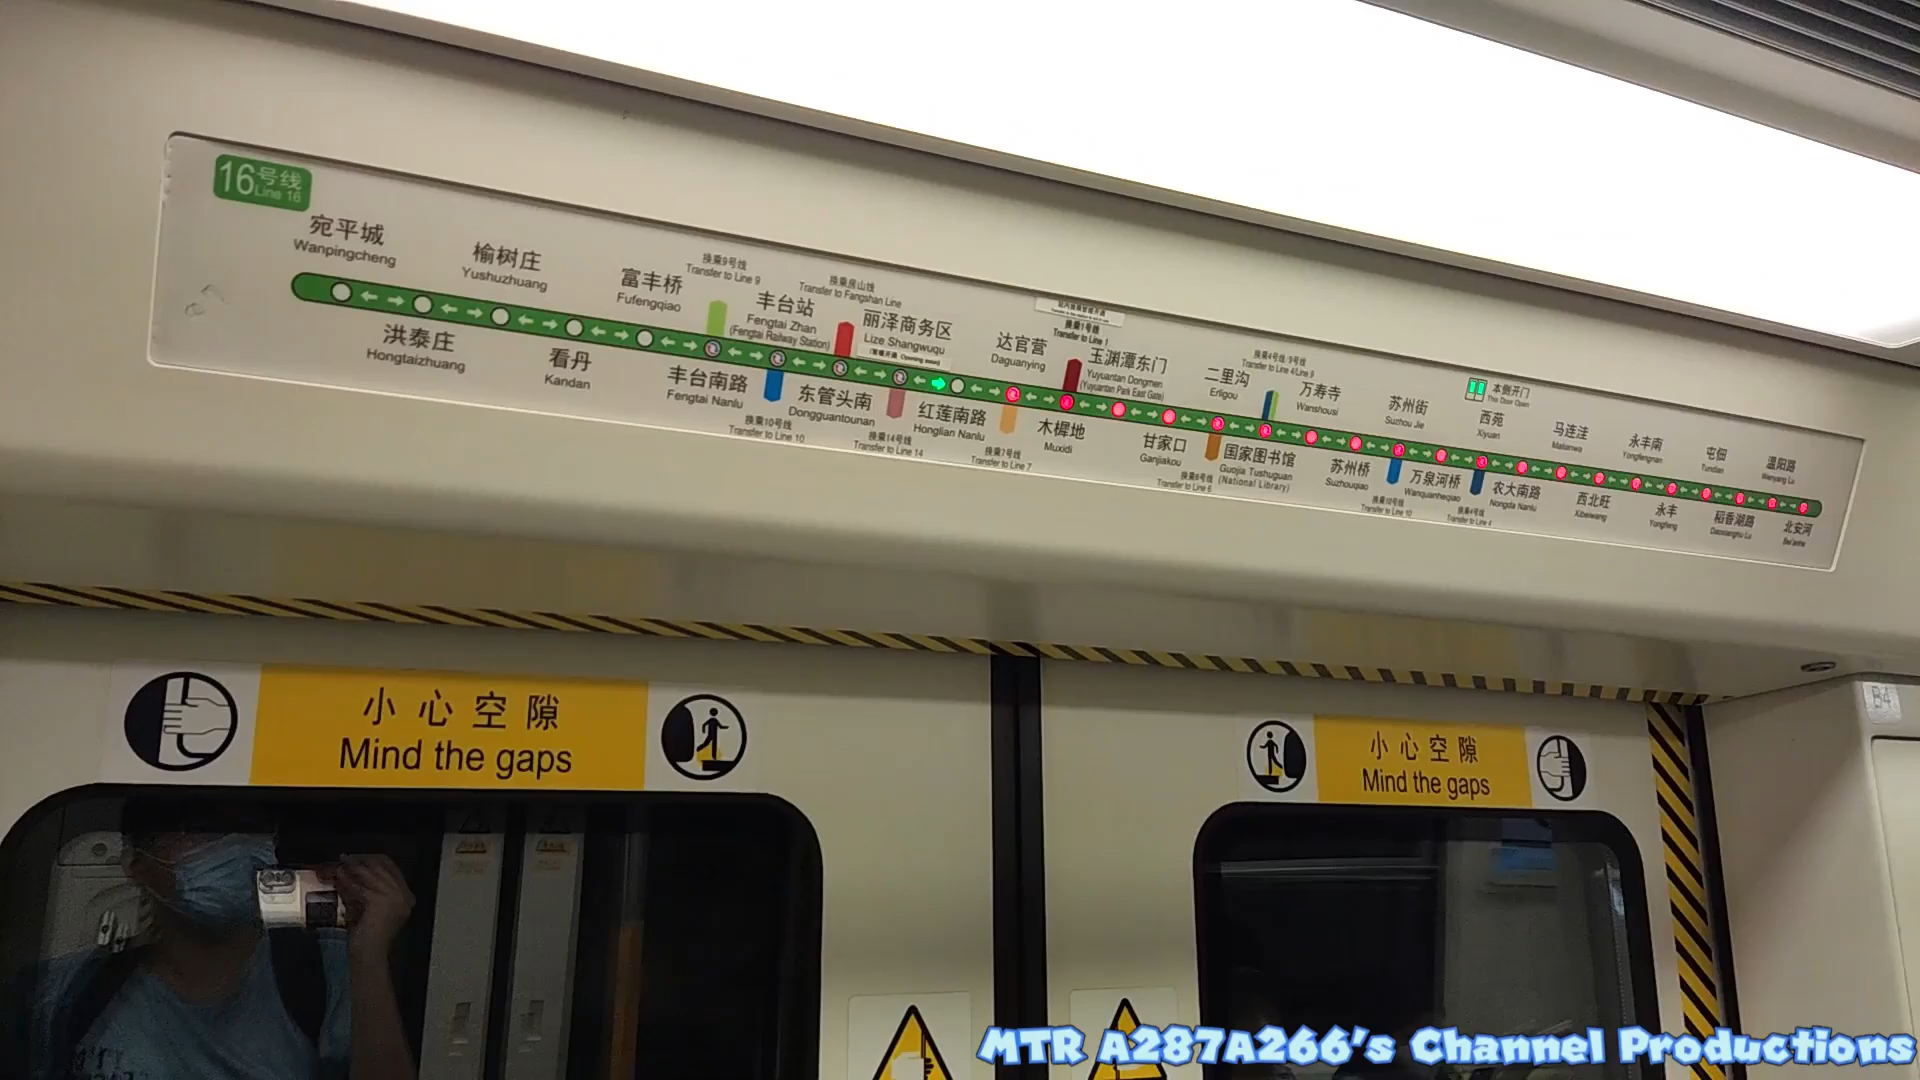 16号线
Line 16
宛平城
Wanpingcheng
洪泰庄
Hongtaizhuang
榆树庄
Yushuzhuang
看丹
Kandan
富丰桥
Fufengqiao
换乘9号线
Transfer to Line 9
丰台南路
Fengtai Nanlu
丰台站
Fengtai Zhan
(Fengtai Railway Station)
换乘10号线
Transfer to Line 10
换乘房山线
Transfer to Fangshan Line
东管头南
Dongguantounan
丽泽商务区
Lize Shangwuqu
换乘14号线
Transfer to Line 14
红莲南路
Honglian Nanlu
达官营
Daguanying
换乘7号线
Transfer to Line 7
换乘1号线
Transfer to Line 1
木樨地
Muxidi
玉渊潭东门
Yuyuantan Dongmen
(Yuyuantan Park East Gate)
甘家口
Ganjiakou
二里沟
Erligou
换乘6号线
Transfer to Line 6
换乘4号线 9号线
Transfer to Line 4/Line 9
国家图书馆
Guojia Tushuguan
(National Library)
万寿寺
Wanshousi
苏州桥
Suzhouqiao
苏州街
Suzhou Jie
换乘10号线
Transfer to Line 10
万泉河桥
Wanquanheqiao
本侧开门
This Door Open
西苑
Xiyuan
换乘4号线
Transfer to Line 4
农大南路
Nongda Nanlu
马连洼
Malianwa
西北旺
Xibeiwang
永丰南
Yongfengnan
永丰
Yongfeng
屯佃
Tundian
稻香湖路
Daoxianghu Lu
温阳路
Wenyang Lu
北安河
Bei'anhe
小心空隙
Mind the gaps
小心空隙
Mind the gaps
B4
MTR A287A266's Channel Productions